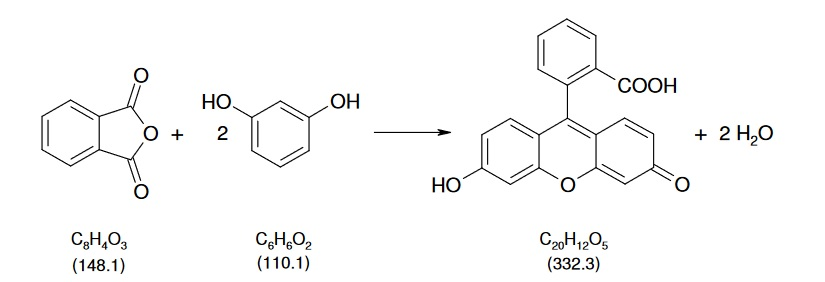 O
O
O
+
2
HO
OH
COOH
HO
O
O
+ 2 H₂O
C₈H₄O₃
(148.1)
C₆H₆O₂
(110.1)
C₂₀H₁₂O₅
(332.3)